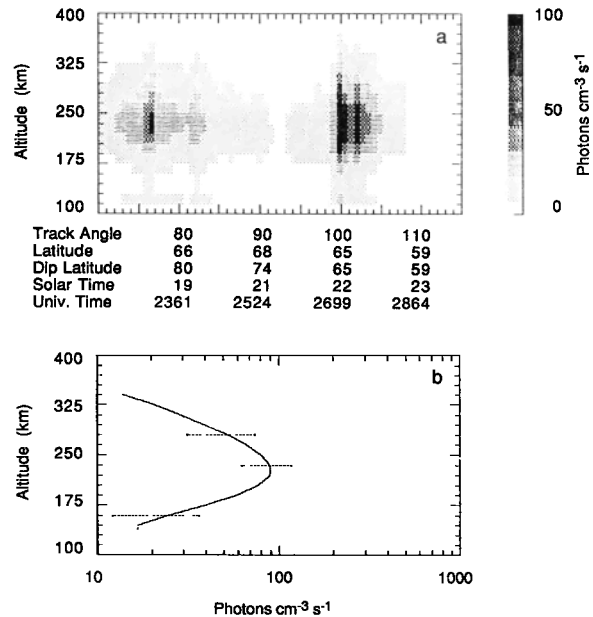 400
325
250
175
100
Altitude (km)
a
100
50
0
Photons cm-3 s-1
Track Angle 80 90 100 110
Latitude 66 68 65 59
Dip Latitude 80 74 65 59
Solar Time 19 21 22 23
Univ. Time 2361 2524 2699 2864
400
325
250
175
100
Altitude (km)
b
10 100 1000
Photons cm-3 s-1